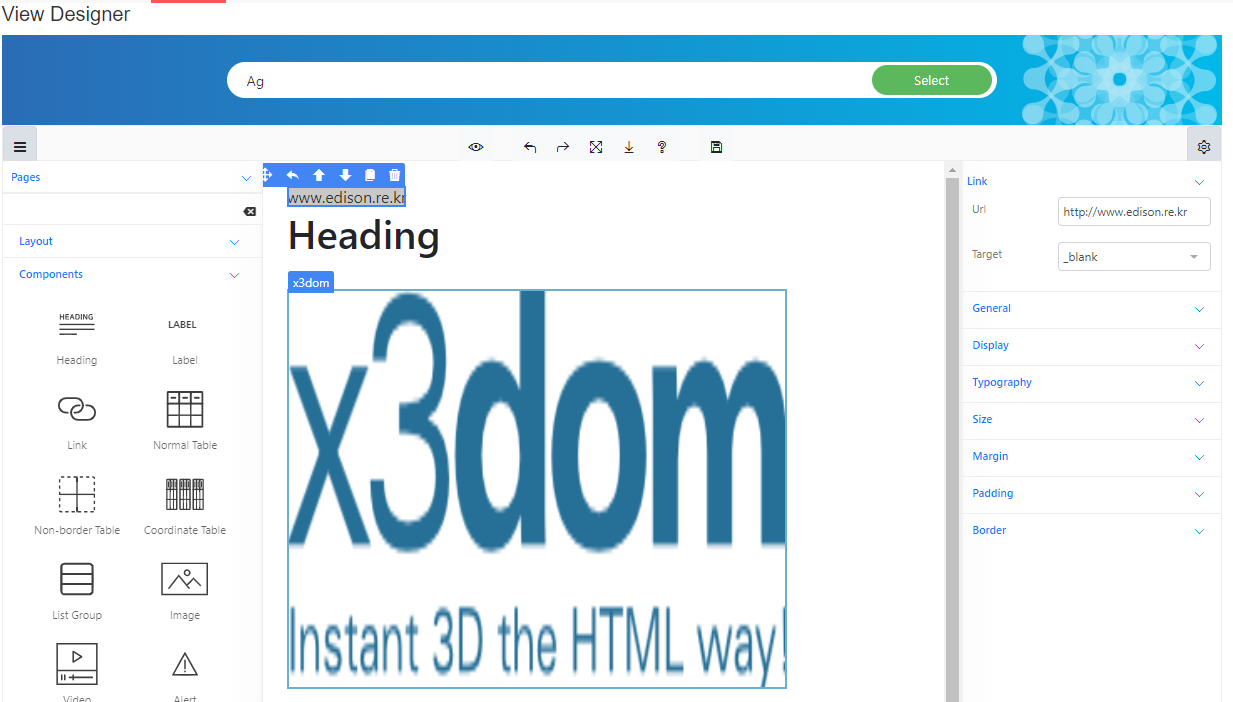 View Designer
Ag
Select
Pages
Layout
Components
HEADING
LABEL
Heading
Label
Link
Normal Table
Non-border Table
Coordinate Table
List Group
Image
Video
Alert
www.edison.re.kr
Heading
x3dom
x3dom
Instant 3D the HTML way!
Link
Url
http://www.edison.re.kr
Target
_blank
General
Display
Typography
Size
Margin
Padding
Border